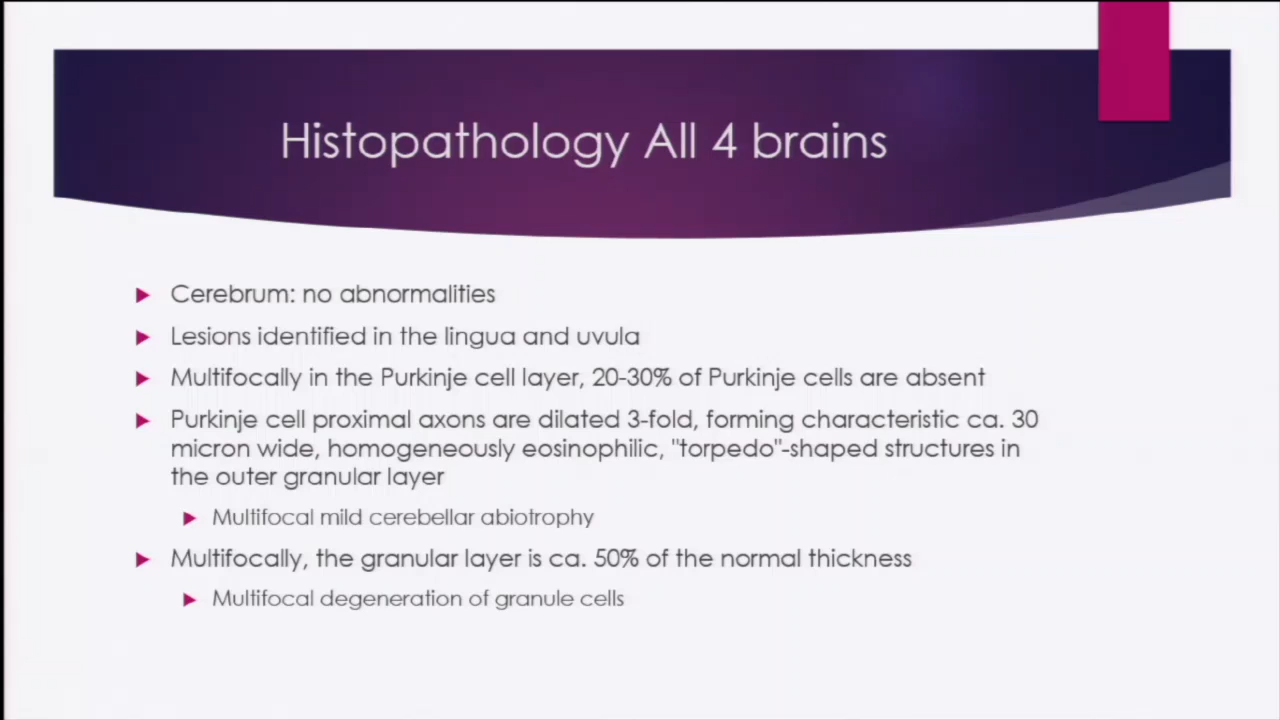 Histopathology All 4 brains
Cerebrum: no abnormalities
Lesions identified in the lingua and uvula
Multifocally in the Purkinje cell layer, 20-30% of Purkinje cells are absent
Purkinje cell proximal axons are dilated 3-fold, forming characteristic ca. 30
micron wide, homogeneously eosinophilic, "torpedo"-shaped structures in
the outer granular layer
Multifocal mild cerebellar abiotrophy
Multifocally, the granular layer is ca. 50% of the normal thickness
Multifocal degeneration of granule cells